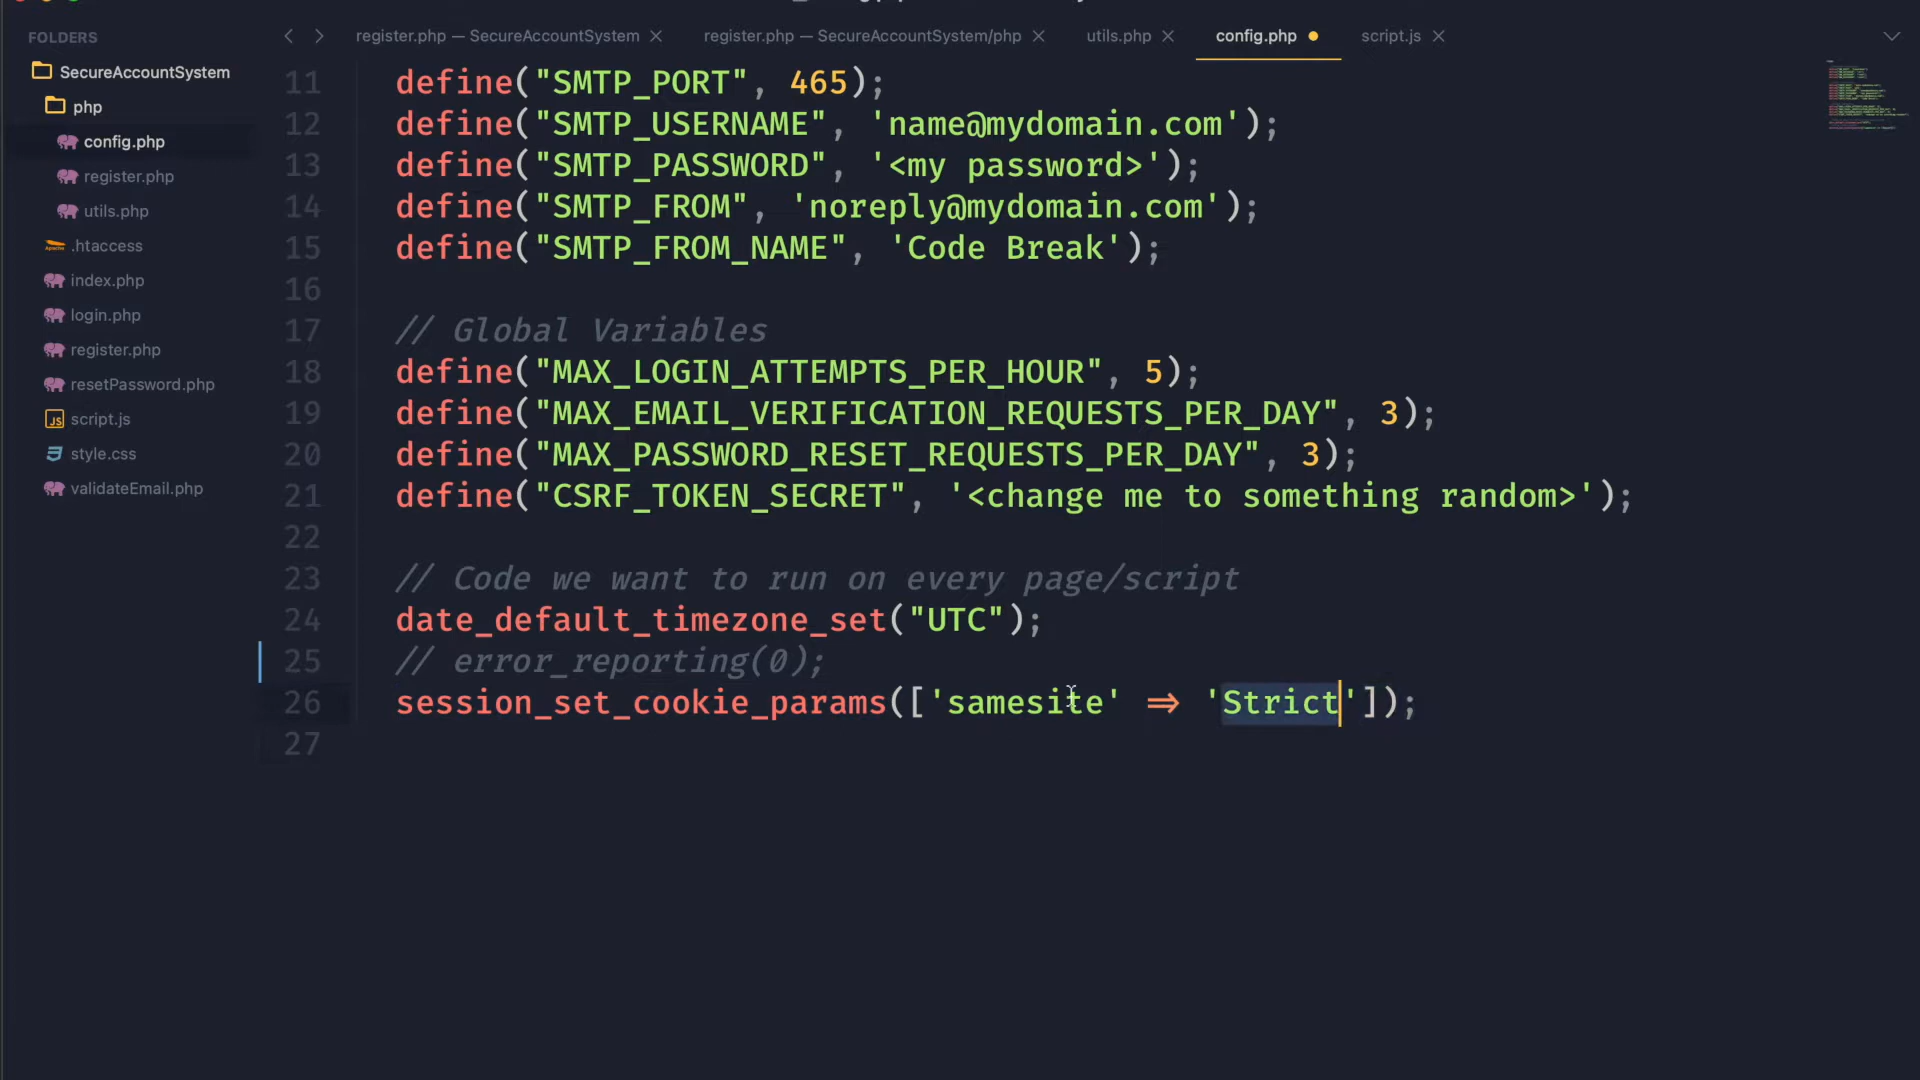 FOLDERS
SecureAccountSystem
php
config.php
register.php
utils.php
.htaccess
index.php
login.php
register.php
resetPassword.php
script.js
style.css
validateEmail.php
register.php — SecureAccountSystem
register.php — SecureAccountSystem/php
utils.php
config.php
script.js
11 define("SMTP_PORT", 465);
12 define("SMTP_USERNAME", 'name@mydomain.com');
13 define("SMTP_PASSWORD", '<my password>');
14 define("SMTP_FROM", 'noreply@mydomain.com');
15 define("SMTP_FROM_NAME", 'Code Break');
16
17 // Global Variables
18 define("MAX_LOGIN_ATTEMPTS_PER_HOUR", 5);
19 define("MAX_EMAIL_VERIFICATION_REQUESTS_PER_DAY", 3);
20 define("MAX_PASSWORD_RESET_REQUESTS_PER_DAY", 3);
21 define("CSRF_TOKEN_SECRET", '<change me to something random>');
22
23 // Code we want to run on every page/script
24 date_default_timezone_set("UTC");
25 // error_reporting(0);
26 session_set_cookie_params(['samesite' => 'Strict']);
27